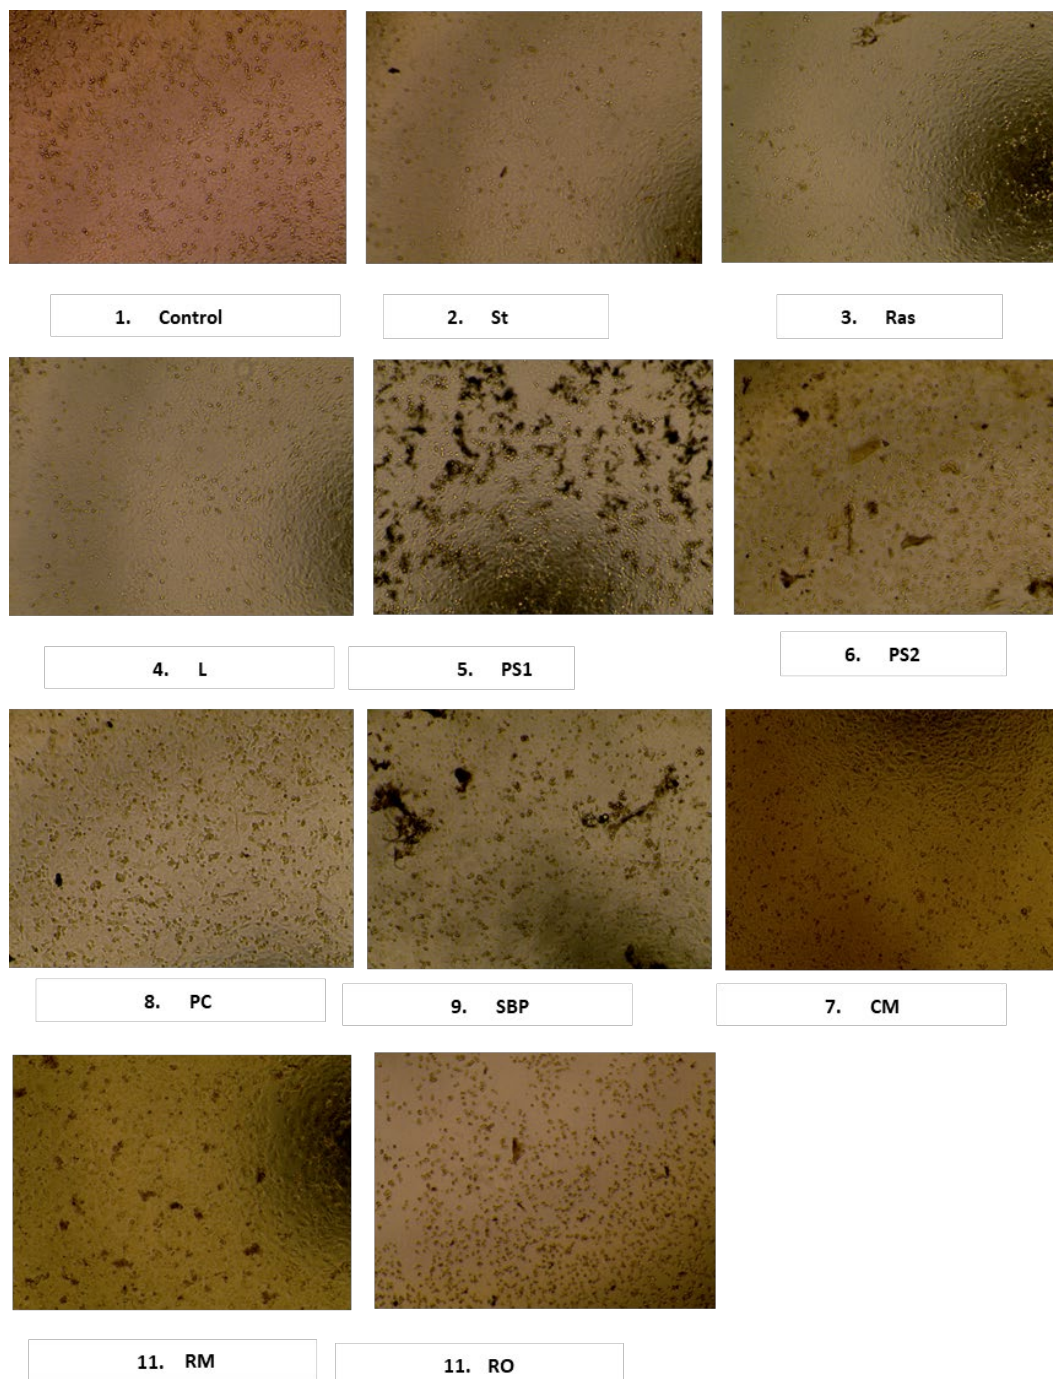 1. Control
2. St
3. Ras
4. L
5. PS1
6. PS2
8. PC
9. SBP
7. CM
11. RM
11. RO